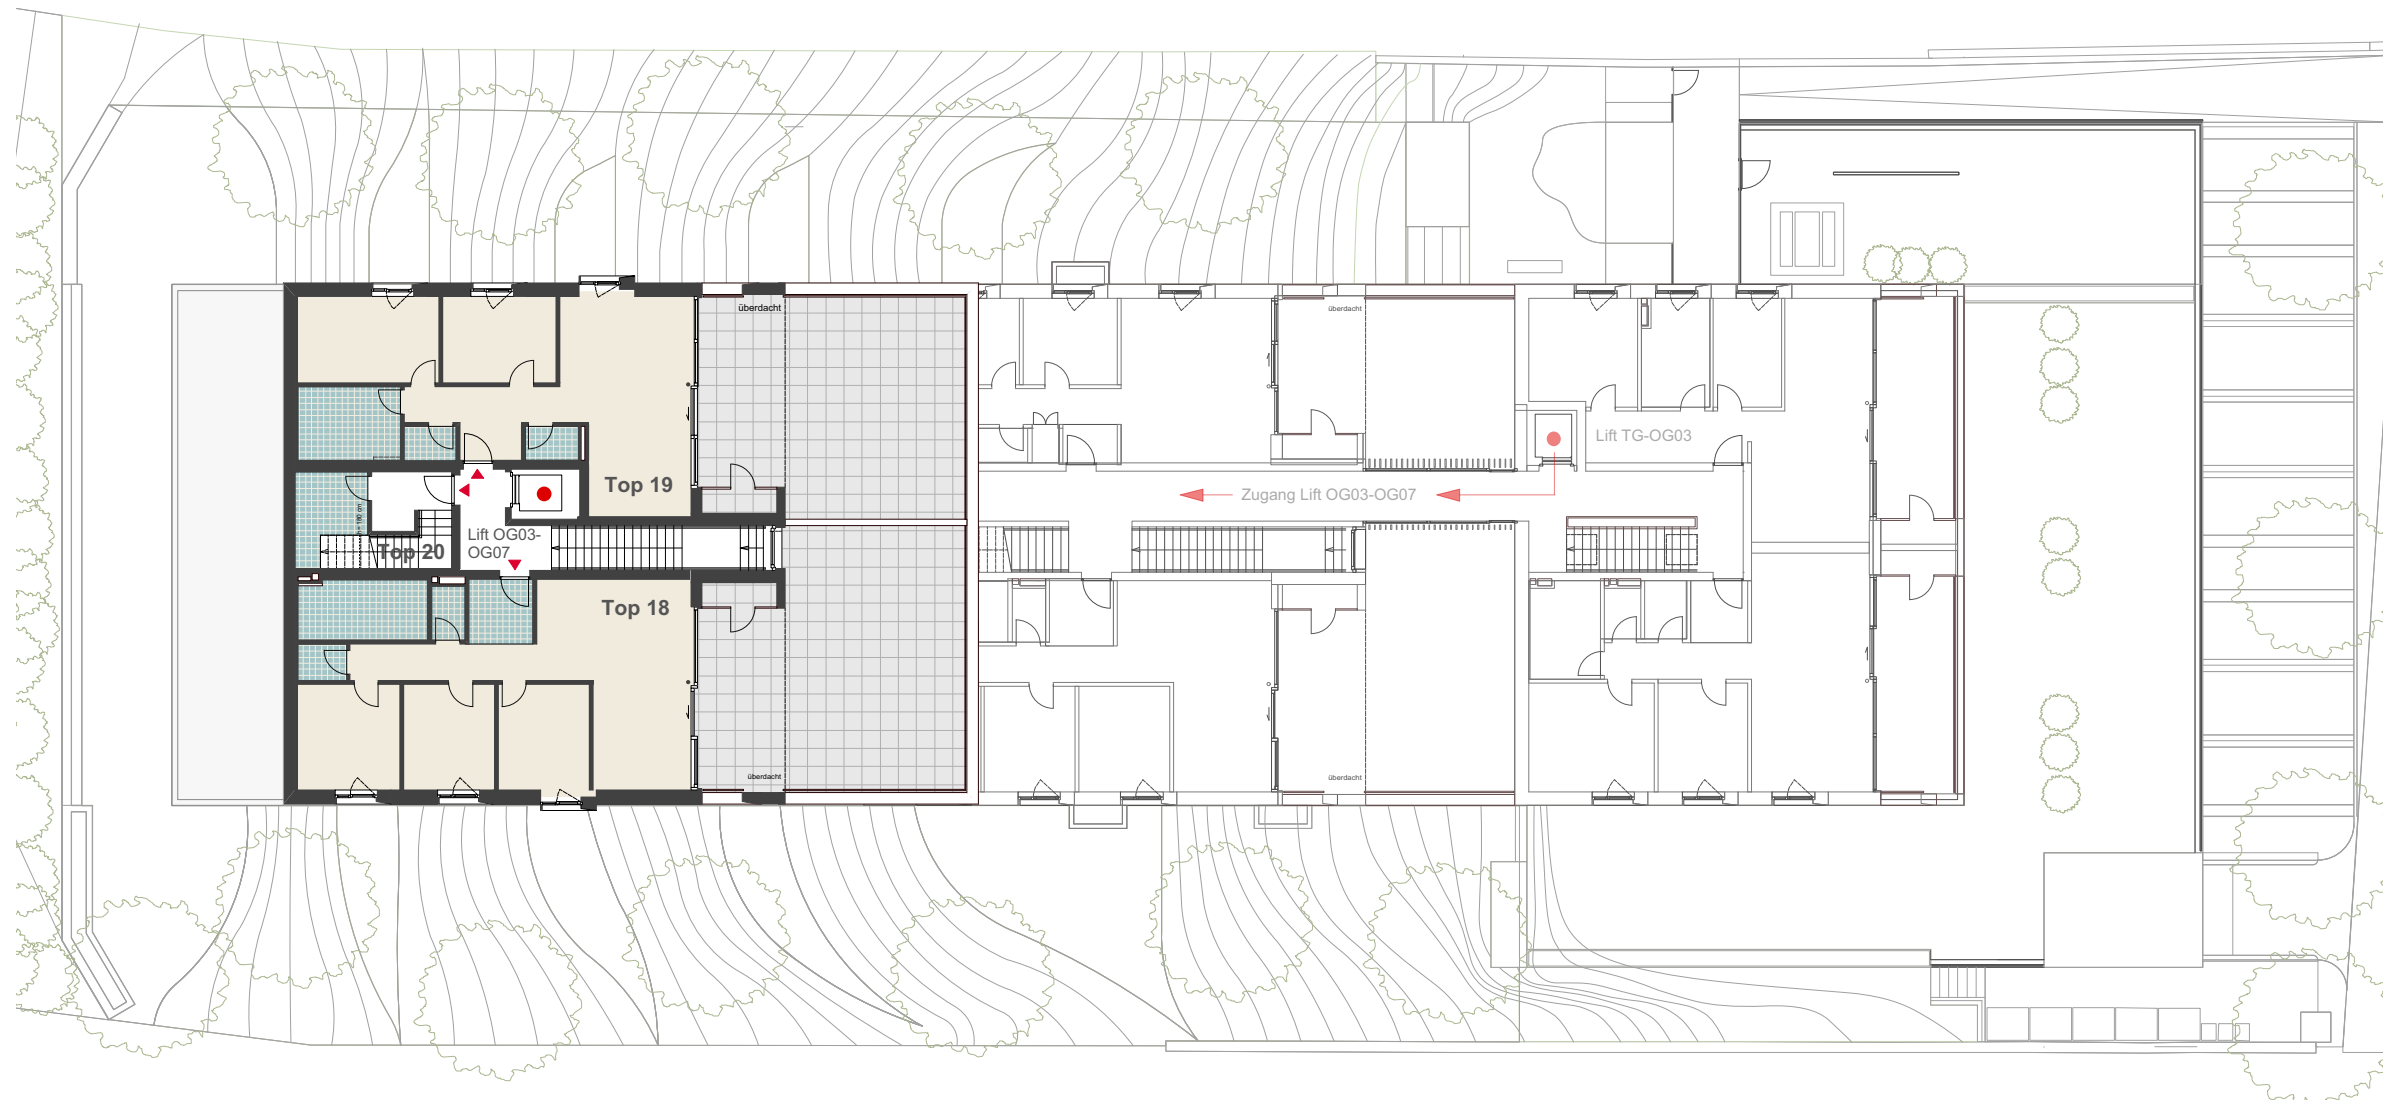 überdacht
überdacht
Lift TG-OG03
Top 19
Zugang Lift OG03-OG07
Lift OG03-
OG07
Top 20
Top 18
überdacht
überdacht